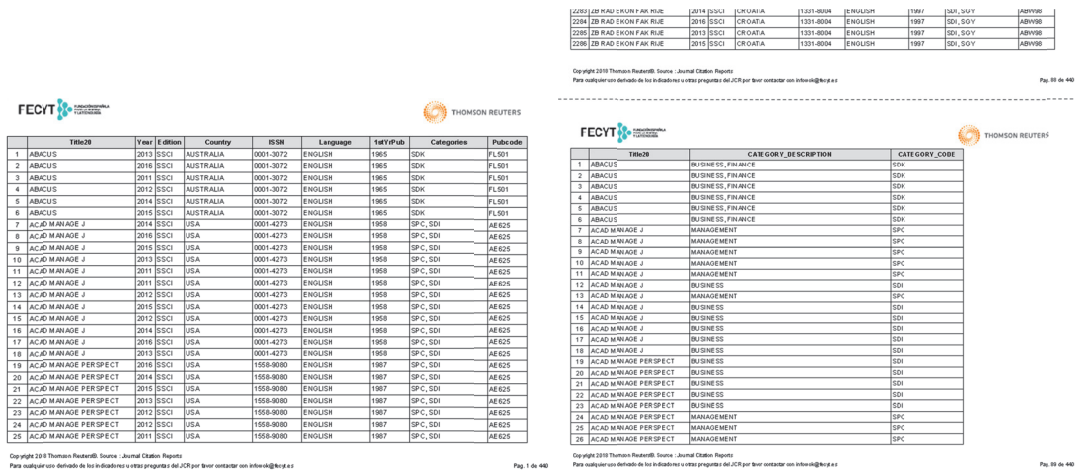 FECYT FUNDACIÓN ESPAÑOLA PARA LA CIENCIA Y LA TECNOLOGÍA
THOMSON REUTERS
Title20 Year Edition Country ISSN Language 1stYrPub Categories Pubcode
1 ABACUS 2013 SSCI AUSTRALIA 0001-3072 ENGLISH 1965 SDK FL501
2 ABACUS 2016 SSCI AUSTRALIA 0001-3072 ENGLISH 1965 SDK FL501
3 ABACUS 2011 SSCI AUSTRALIA 0001-3072 ENGLISH 1965 SDK FL501
4 ABACUS 2012 SSCI AUSTRALIA 0001-3072 ENGLISH 1965 SDK FL501
5 ABACUS 2014 SSCI AUSTRALIA 0001-3072 ENGLISH 1965 SDK FL501
6 ABACUS 2015 SSCI AUSTRALIA 0001-3072 ENGLISH 1965 SDK FL501
7 ACAD MANAGE J 2014 SSCI USA 0001-4273 ENGLISH 1958 SPC, SDI AE625
8 ACAD MANAGE J 2016 SSCI USA 0001-4273 ENGLISH 1958 SPC, SDI AE625
9 ACAD MANAGE J 2015 SSCI USA 0001-4273 ENGLISH 1958 SPC, SDI AE625
10 ACAD MANAGE J 2013 SSCI USA 0001-4273 ENGLISH 1958 SPC, SDI AE625
11 ACAD MANAGE J 2011 SSCI USA 0001-4273 ENGLISH 1958 SPC, SDI AE625
12 ACAD MANAGE J 2011 SSCI USA 0001-4273 ENGLISH 1958 SPC, SDI AE625
13 ACAD MANAGE J 2012 SSCI USA 0001-4273 ENGLISH 1958 SPC, SDI AE625
14 ACAD MANAGE J 2015 SSCI USA 0001-4273 ENGLISH 1958 SPC, SDI AE625
15 ACAD MANAGE J 2012 SSCI USA 0001-4273 ENGLISH 1958 SPC, SDI AE625
16 ACAD MANAGE J 2014 SSCI USA 0001-4273 ENGLISH 1958 SPC, SDI AE625
17 ACAD MANAGE J 2016 SSCI USA 0001-4273 ENGLISH 1958 SPC, SDI AE625
18 ACAD MANAGE J 2013 SSCI USA 0001-4273 ENGLISH 1958 SPC, SDI AE625
19 ACAD MANAGE PERSPECT 2016 SSCI USA 1558-9080 ENGLISH 1987 SPC, SDI AE625
20 ACAD MANAGE PERSPECT 2014 SSCI USA 1558-9080 ENGLISH 1987 SPC, SDI AE625
21 ACAD MANAGE PERSPECT 2015 SSCI USA 1558-9080 ENGLISH 1987 SPC, SDI AE625
22 ACAD MANAGE PERSPECT 2013 SSCI USA 1558-9080 ENGLISH 1987 SPC, SDI AE625
23 ACAD MANAGE PERSPECT 2012 SSCI USA 1558-9080 ENGLISH 1987 SPC, SDI AE625
24 ACAD MANAGE PERSPECT 2012 SSCI USA 1558-9080 ENGLISH 1987 SPC, SDI AE625
25 ACAD MANAGE PERSPECT 2011 SSCI USA 1558-9080 ENGLISH 1987 SPC, SDI AE625
Copyright 2018 Thomson Reuters®. Source : Journal Citation Reports
Para cualquier uso derivado de los indicadores u otras preguntas del JCR por favor contactar con infowok@fecyt.es Pag. 1 de 440
2283 ZB RAD EKON FAK RIJE 2014 SSCI CROATIA 1331-8004 ENGLISH 1997 SDI, SGY ABW98
2284 ZB RAD EKON FAK RIJE 2016 SSCI CROATIA 1331-8004 ENGLISH 1997 SDI, SGY ABW98
2285 ZB RAD EKON FAK RIJE 2013 SSCI CROATIA 1331-8004 ENGLISH 1997 SDI, SGY ABW98
2286 ZB RAD EKON FAK RIJE 2015 SSCI CROATIA 1331-8004 ENGLISH 1997 SDI, SGY ABW98
Copyright 2018 Thomson Reuters®. Source : Journal Citation Reports
Para cualquier uso derivado de los indicadores u otras preguntas del JCR por favor contactar con infowok@fecyt.es Pag. 88 de 440
FECYT FUNDACIÓN ESPAÑOLA PARA LA CIENCIA Y LA TECNOLOGÍA
THOMSON REUTERS
Title20 CATEGORY_DESCRIPTION CATEGORY_CODE
1 ABACUS BUSINESS, FINANCE SDK
2 ABACUS BUSINESS, FINANCE SDK
3 ABACUS BUSINESS, FINANCE SDK
4 ABACUS BUSINESS, FINANCE SDK
5 ABACUS BUSINESS, FINANCE SDK
6 ABACUS BUSINESS, FINANCE SDK
7 ACAD MANAGE J MANAGEMENT SPC
8 ACAD MANAGE J MANAGEMENT SPC
9 ACAD MANAGE J MANAGEMENT SPC
10 ACAD MANAGE J MANAGEMENT SPC
11 ACAD MANAGE J MANAGEMENT SPC
12 ACAD MANAGE J BUSINESS SDI
13 ACAD MANAGE J MANAGEMENT SPC
14 ACAD MANAGE J BUSINESS SDI
15 ACAD MANAGE J BUSINESS SDI
16 ACAD MANAGE J BUSINESS SDI
17 ACAD MANAGE J BUSINESS SDI
18 ACAD MANAGE J BUSINESS SDI
19 ACAD MANAGE PERSPECT BUSINESS SDI
20 ACAD MANAGE PERSPECT BUSINESS SDI
21 ACAD MANAGE PERSPECT BUSINESS SDI
22 ACAD MANAGE PERSPECT BUSINESS SDI
23 ACAD MANAGE PERSPECT BUSINESS SDI
24 ACAD MANAGE PERSPECT MANAGEMENT SPC
25 ACAD MANAGE PERSPECT MANAGEMENT SPC
26 ACAD MANAGE PERSPECT MANAGEMENT SPC
Copyright 2018 Thomson Reuters®. Source : Journal Citation Reports
Para cualquier uso derivado de los indicadores u otras preguntas del JCR por favor contactar con infowok@fecyt.es Pag. 89 de 440